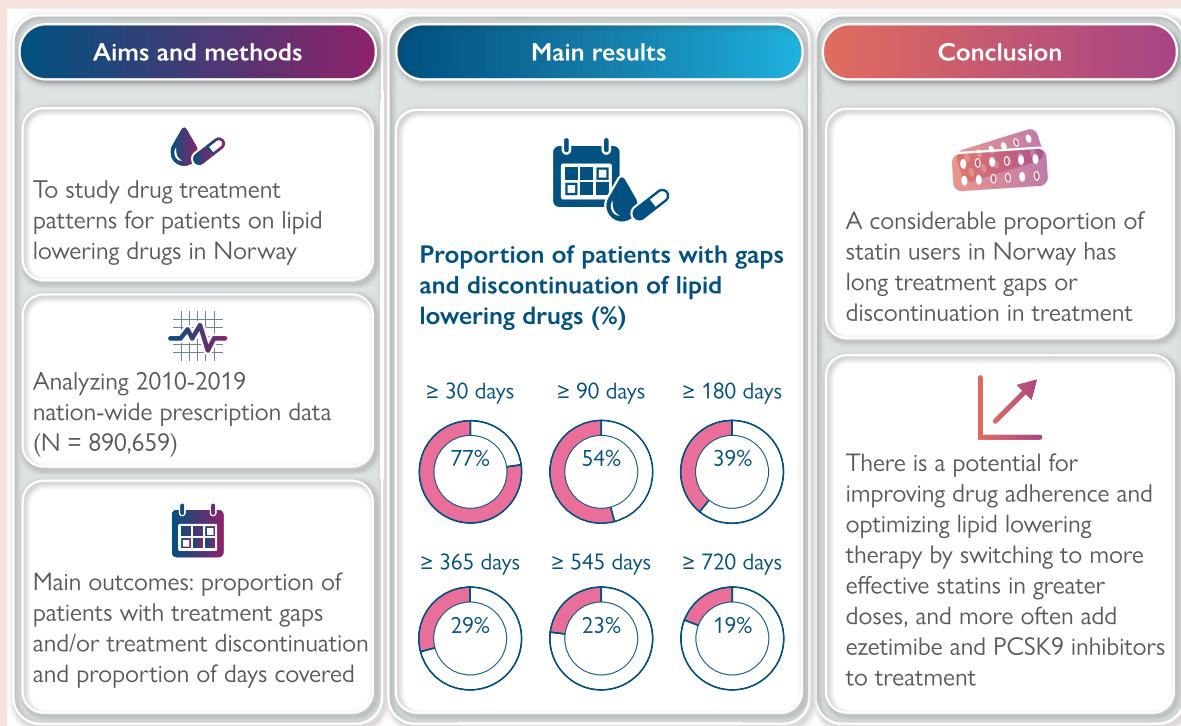 Aims and methods
To study drug treatment
patterns for patients on lipid
lowering drugs in Norway
Analyzing 2010-2019
nation-wide prescription data
(N = 890,659)
Main outcomes: proportion of
patients with treatment gaps
and/or treatment discontinuation
and proportion of days covered
Main results
Proportion of patients with gaps
and discontinuation of lipid
lowering drugs (%)
≥ 30 days ≥ 90 days ≥ 180 days
77% 54% 39%
≥ 365 days ≥ 545 days ≥ 720 days
29% 23% 19%
Conclusion
A considerable proportion of
statin users in Norway has
long treatment gaps or
discontinuation in treatment
There is a potential for
improving drug adherence and
optimizing lipid lowering
therapy by switching to more
effective statins in greater
doses, and more often add
ezetimibe and PCSK9 inhibitors
to treatment